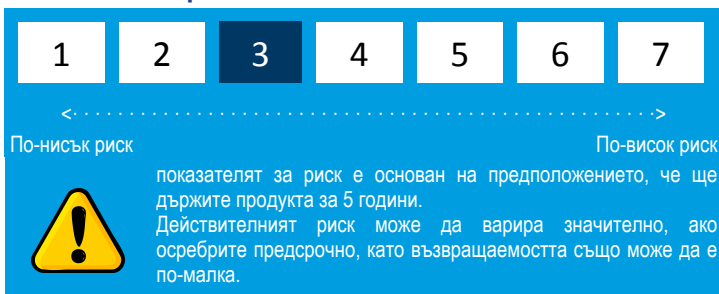 1 2 3 4 5 6 7
<· · · · · · · · · · · · · · · · · · · · · · · · · · · · · · · · · · · · · · · · · · · · · · · · · · · · · ·>
По-нисък риск По-висок риск
показателят за риск е основан на предположението, че ще
държите продукта за 5 години.
Действителният риск може да варира значително, ако
осребрите предсрочно, като възвращаемостта също може да е
по-малка.